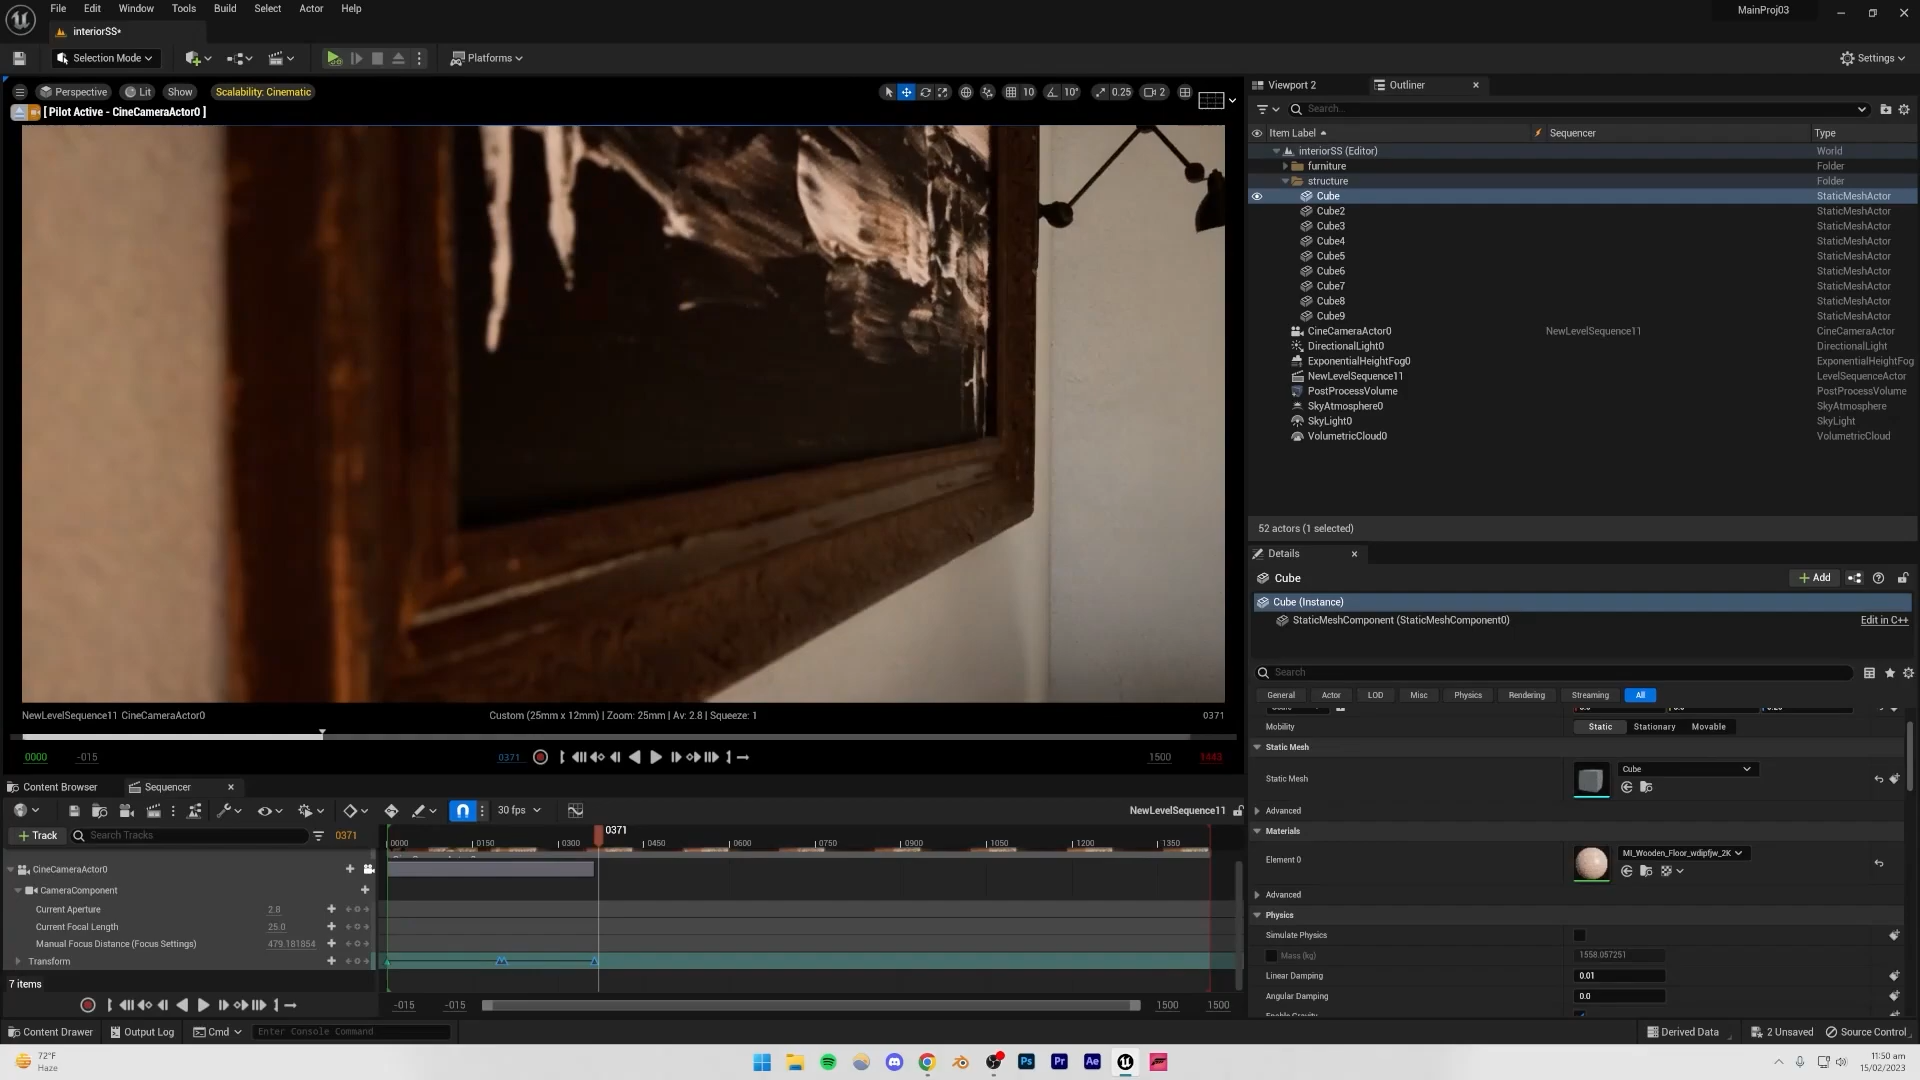 File Edit Window Tools Build Select Actor Help
MainProj03
interiorSS*
Selection Mode
Platforms
Settings
Perspective Lit Show Scalability: Cinematic
10 10° 0.25 2
[ Pilot Active - CineCameraActor0 ]
NewLevelSequence11 CineCameraActor0
Custom (25mm x 12mm) | Zoom: 25mm | Av: 2.8 | Squeeze: 1
0371
0000 -015 0371 1500 1443
Content Browser Sequencer
30 fps
NewLevelSequence11
Track Search Tracks 0371
0371
0000 0150 0300 0450 0600 0750 0900 1050 1200 1350
CineCameraActor0
CameraComponent
Current Aperture 2.8
Current Focal Length 25.0
Manual Focus Distance (Focus Settings) 479.181854
Transform
7 items
-015 -015 1500 1500
Content Drawer Output Log Cmd Enter Console Command
Viewport 2 Outliner
Search...
Item Label Sequencer Type
interiorSS (Editor) World
furniture Folder
structure Folder
Cube StaticMeshActor
Cube2 StaticMeshActor
Cube3 StaticMeshActor
Cube4 StaticMeshActor
Cube5 StaticMeshActor
Cube6 StaticMeshActor
Cube7 StaticMeshActor
Cube8 StaticMeshActor
Cube9 StaticMeshActor
CineCameraActor0 NewLevelSequence11 CineCameraActor
DirectionalLight0 DirectionalLight
ExponentialHeightFog0 ExponentialHeightFog
NewLevelSequence11 LevelSequenceActor
PostProcessVolume PostProcessVolume
SkyAtmosphere0 SkyAtmosphere
SkyLight0 SkyLight
VolumetricCloud0 VolumetricCloud
52 actors (1 selected)
Details
Cube
Add
Cube (Instance)
StaticMeshComponent (StaticMeshComponent0) Edit in C++
Search
General Actor LOD Misc Physics Rendering Streaming All
Mobility Static Stationary Movable
Static Mesh
Static Mesh Cube
Advanced
Materials
Element 0 MI_Wooden_Floor_wdipfjw_2K
Advanced
Physics
Simulate Physics
Mass (kg) 1558.057251
Linear Damping 0.01
Angular Damping 0.0
Enable Gravity
Derived Data 2 Unsaved Source Control
72°F
Haze
Ps Pr Ae
11:50 am
15/02/2023